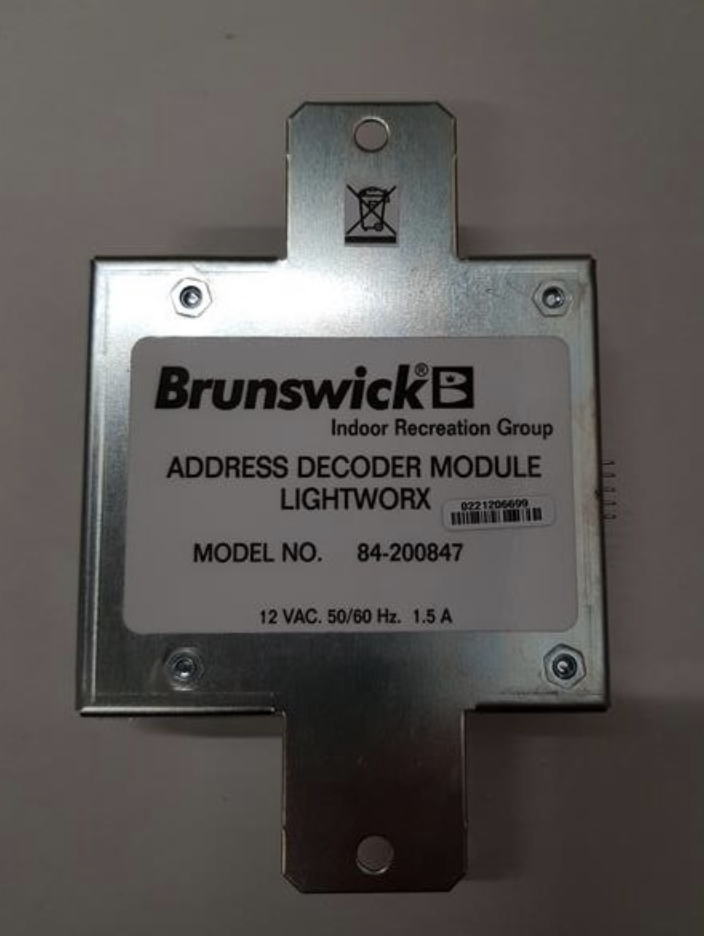 Brunswick®
Indoor Recreation Group
ADDRESS DECODER MODULE
LIGHTWORX
0221206699
MODEL NO. 84-200847
12 VAC. 50/60 Hz. 1.5 A